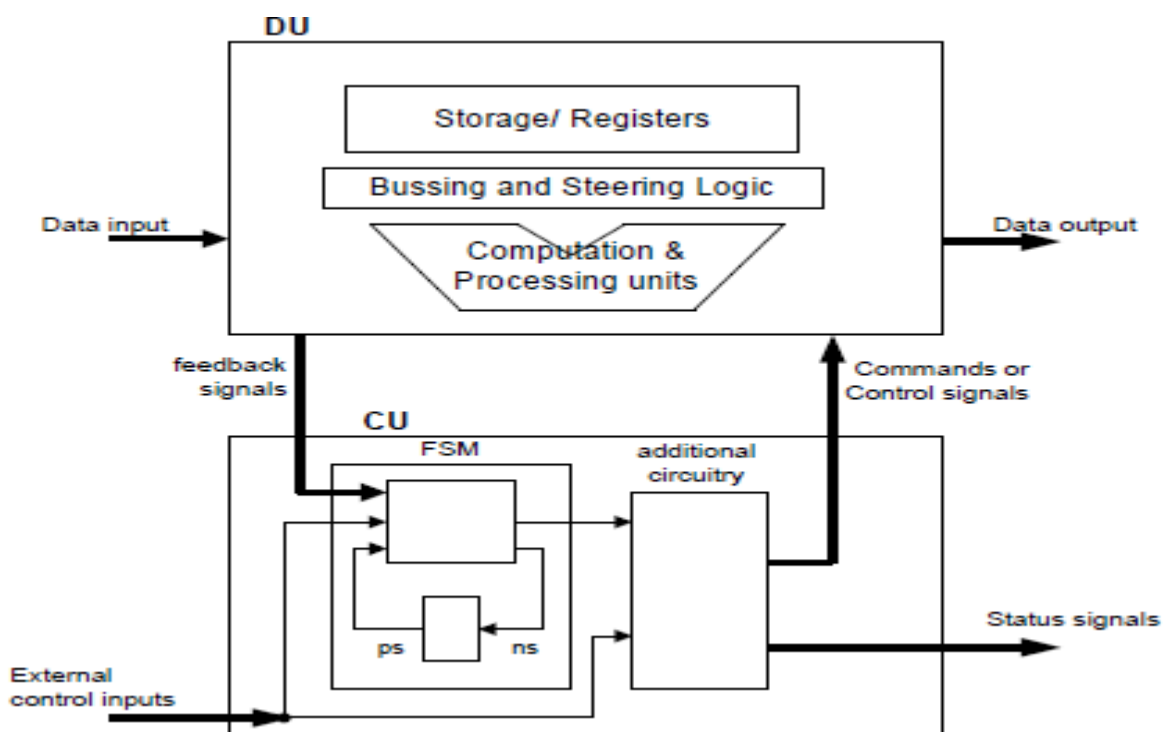 DU
Storage/ Registers
Bussing and Steering Logic
Data input
Data output
Computation &
Processing units
feedback
signals
Commands or
Control signals
CU
FSM
additional
circuitry
ps
ns
Status signals
External
control inputs